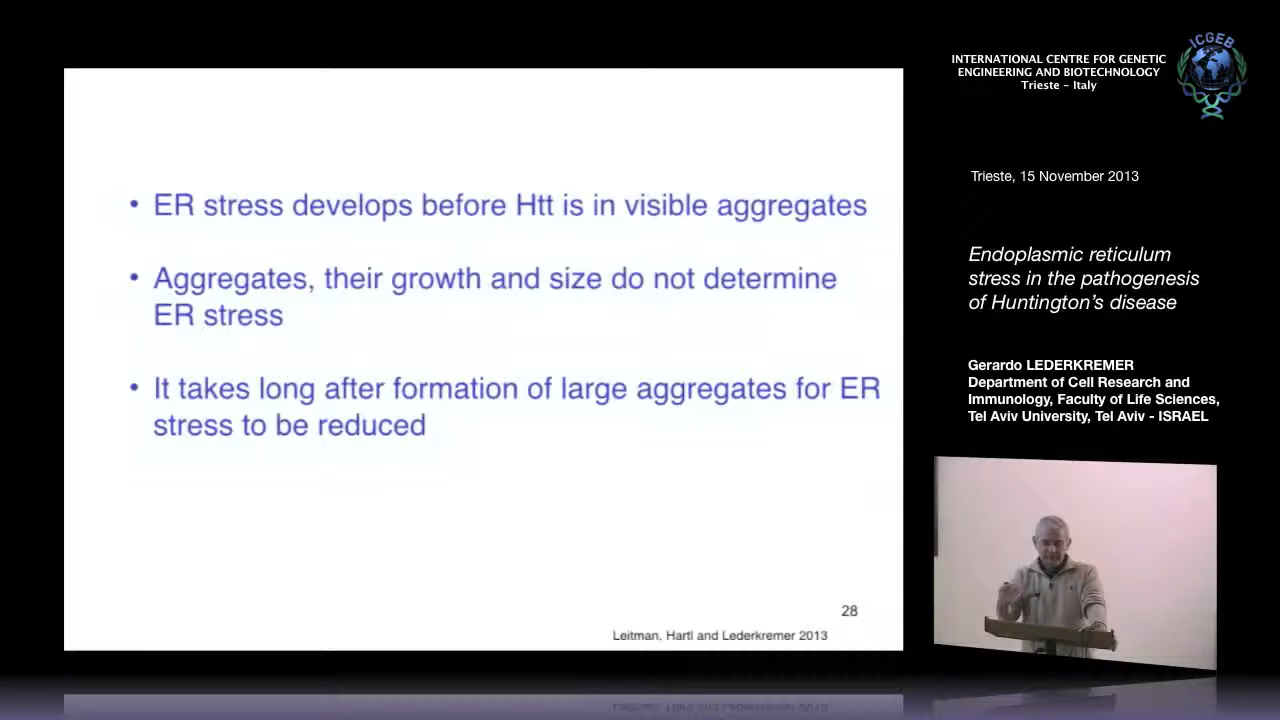 • ER stress develops before Htt is in visible aggregates
• Aggregates, their growth and size do not determine
ER stress
• It takes long after formation of large aggregates for ER
stress to be reduced
28
Leitman, Hartl and Lederkremer 2013
INTERNATIONAL CENTRE FOR GENETIC
ENGINEERING AND BIOTECHNOLOGY
Trieste - Italy
ICGEB
Trieste, 15 November 2013
Endoplasmic reticulum
stress in the pathogenesis
of Huntington's disease
Gerardo LEDERKREMER
Department of Cell Research and
Immunology, Faculty of Life Sciences,
Tel Aviv University, Tel Aviv - ISRAEL